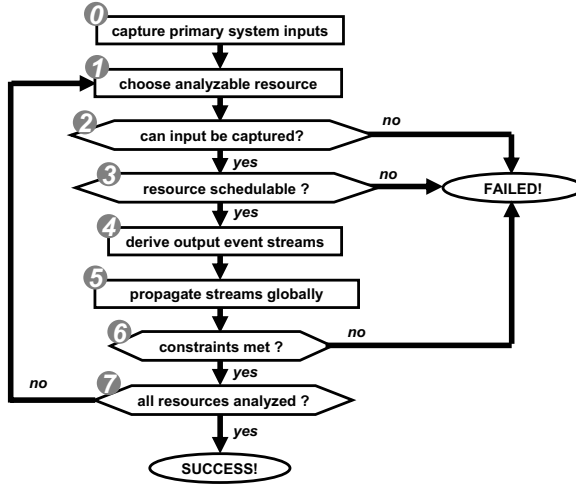 0
capture primary system inputs
1
choose analyzable resource
2
can input be captured?
no
yes
3
resource schedulable ?
no
FAILED!
yes
4
derive output event streams
5
propagate streams globally
6
constraints met ?
no
yes
no
7
all resources analyzed ?
yes
SUCCESS!